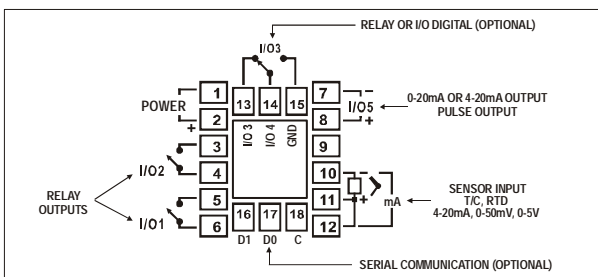 RELAY OR I/O DIGITAL (OPTIONAL)
I/O3
1
2
3
4
5
6
13
14
15
I/O 3
I/O 4
GND
16
17
18
D1
D0
C
7
8
9
10
11
12
POWER
+
I/O2
I/O1
RELAY
OUTPUTS
−
I/O5
+
0-20mA OR 4-20mA OUTPUT
PULSE OUTPUT
−
+
mA
SENSOR INPUT
T/C, RTD
4-20mA, 0-50mV, 0-5V
SERIAL COMMUNICATION (OPTIONAL)